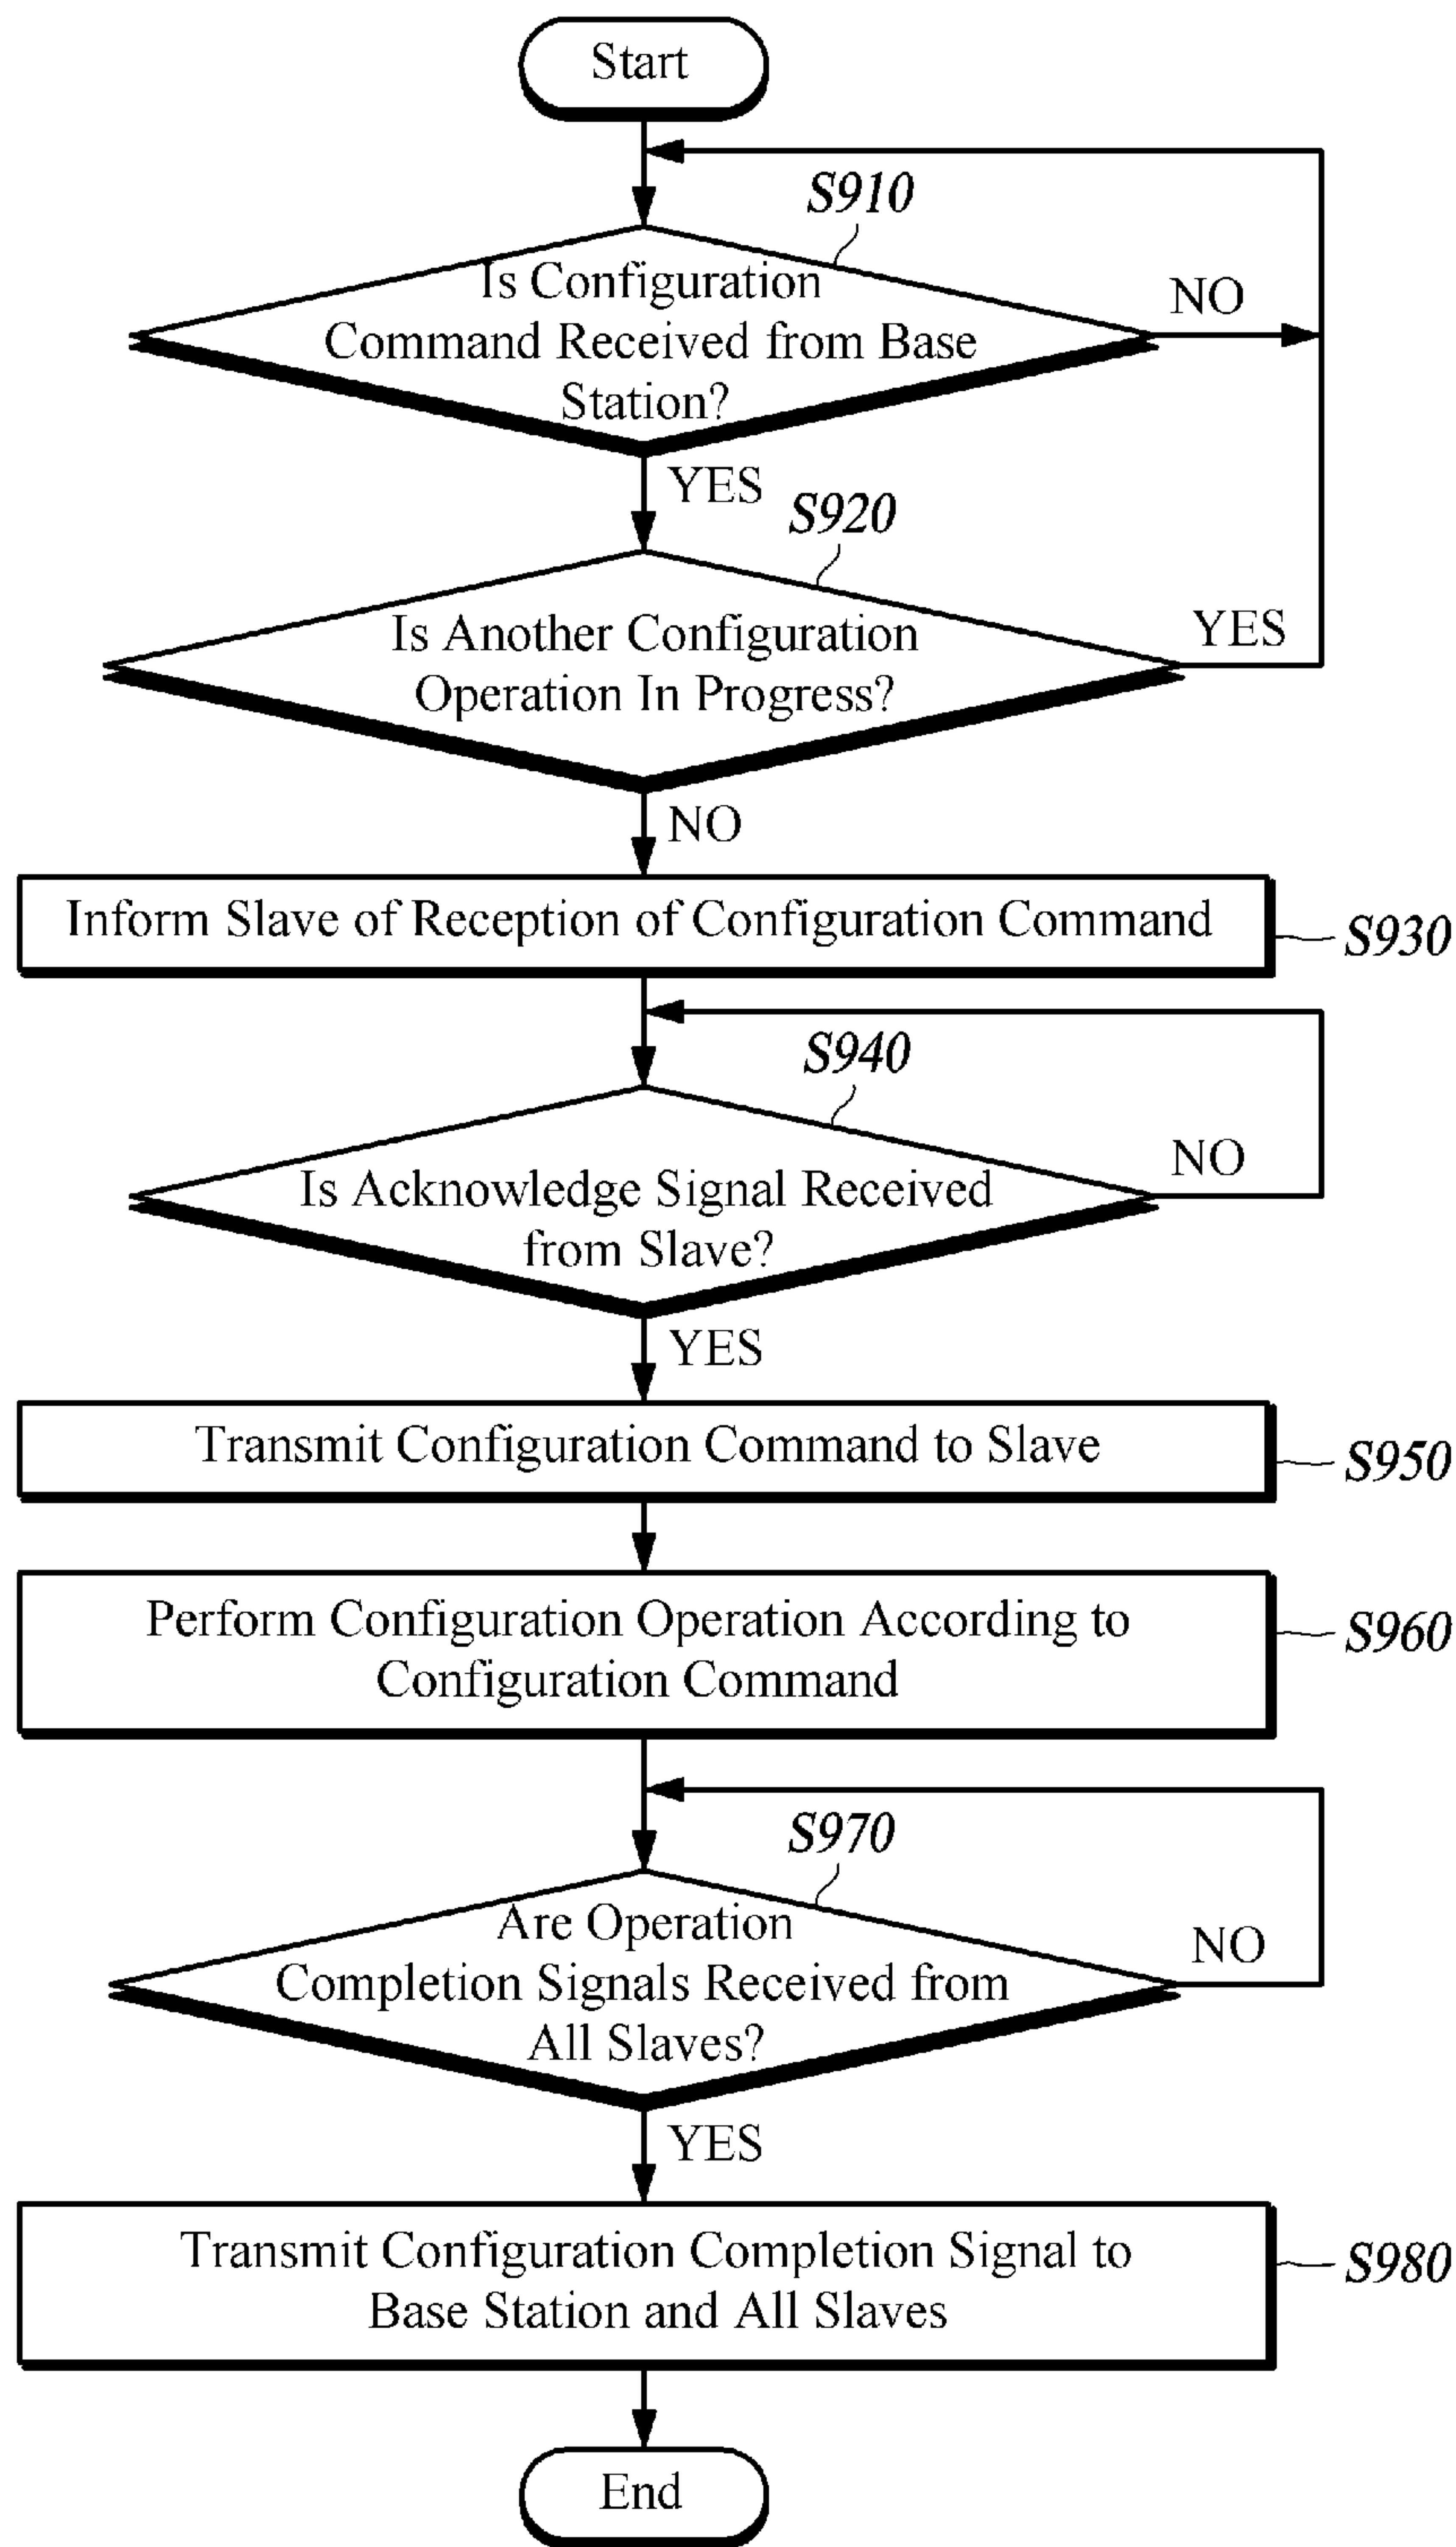 Start
S910
Is Configuration
Command Received from Base
Station?
NO
YES
S920
Is Another Configuration
Operation In Progress?
YES
NO
Inform Slave of Reception of Configuration Command
S930
S940
Is Acknowledge Signal Received
from Slave?
NO
YES
Transmit Configuration Command to Slave
S950
Perform Configuration Operation According to
Configuration Command
S960
S970
Are Operation
Completion Signals Received from
All Slaves?
NO
YES
Transmit Configuration Completion Signal to
Base Station and All Slaves
S980
End